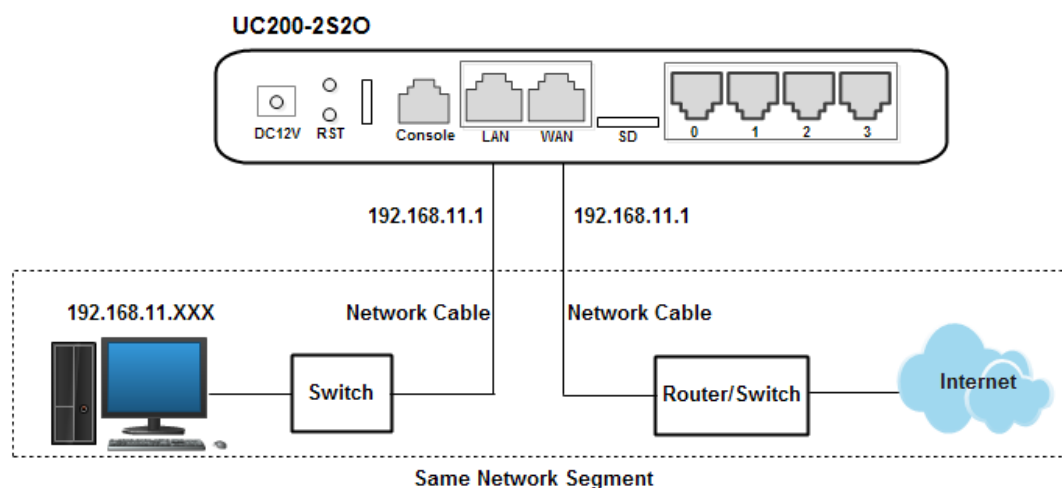 UC200-2S2O
DC12V
RST
Console
LAN
WAN
SD
0
1
2
3
192.168.11.1
192.168.11.1
192.168.11.XXX
Network Cable
Network Cable
Switch
Router/Switch
Internet
Same Network Segment